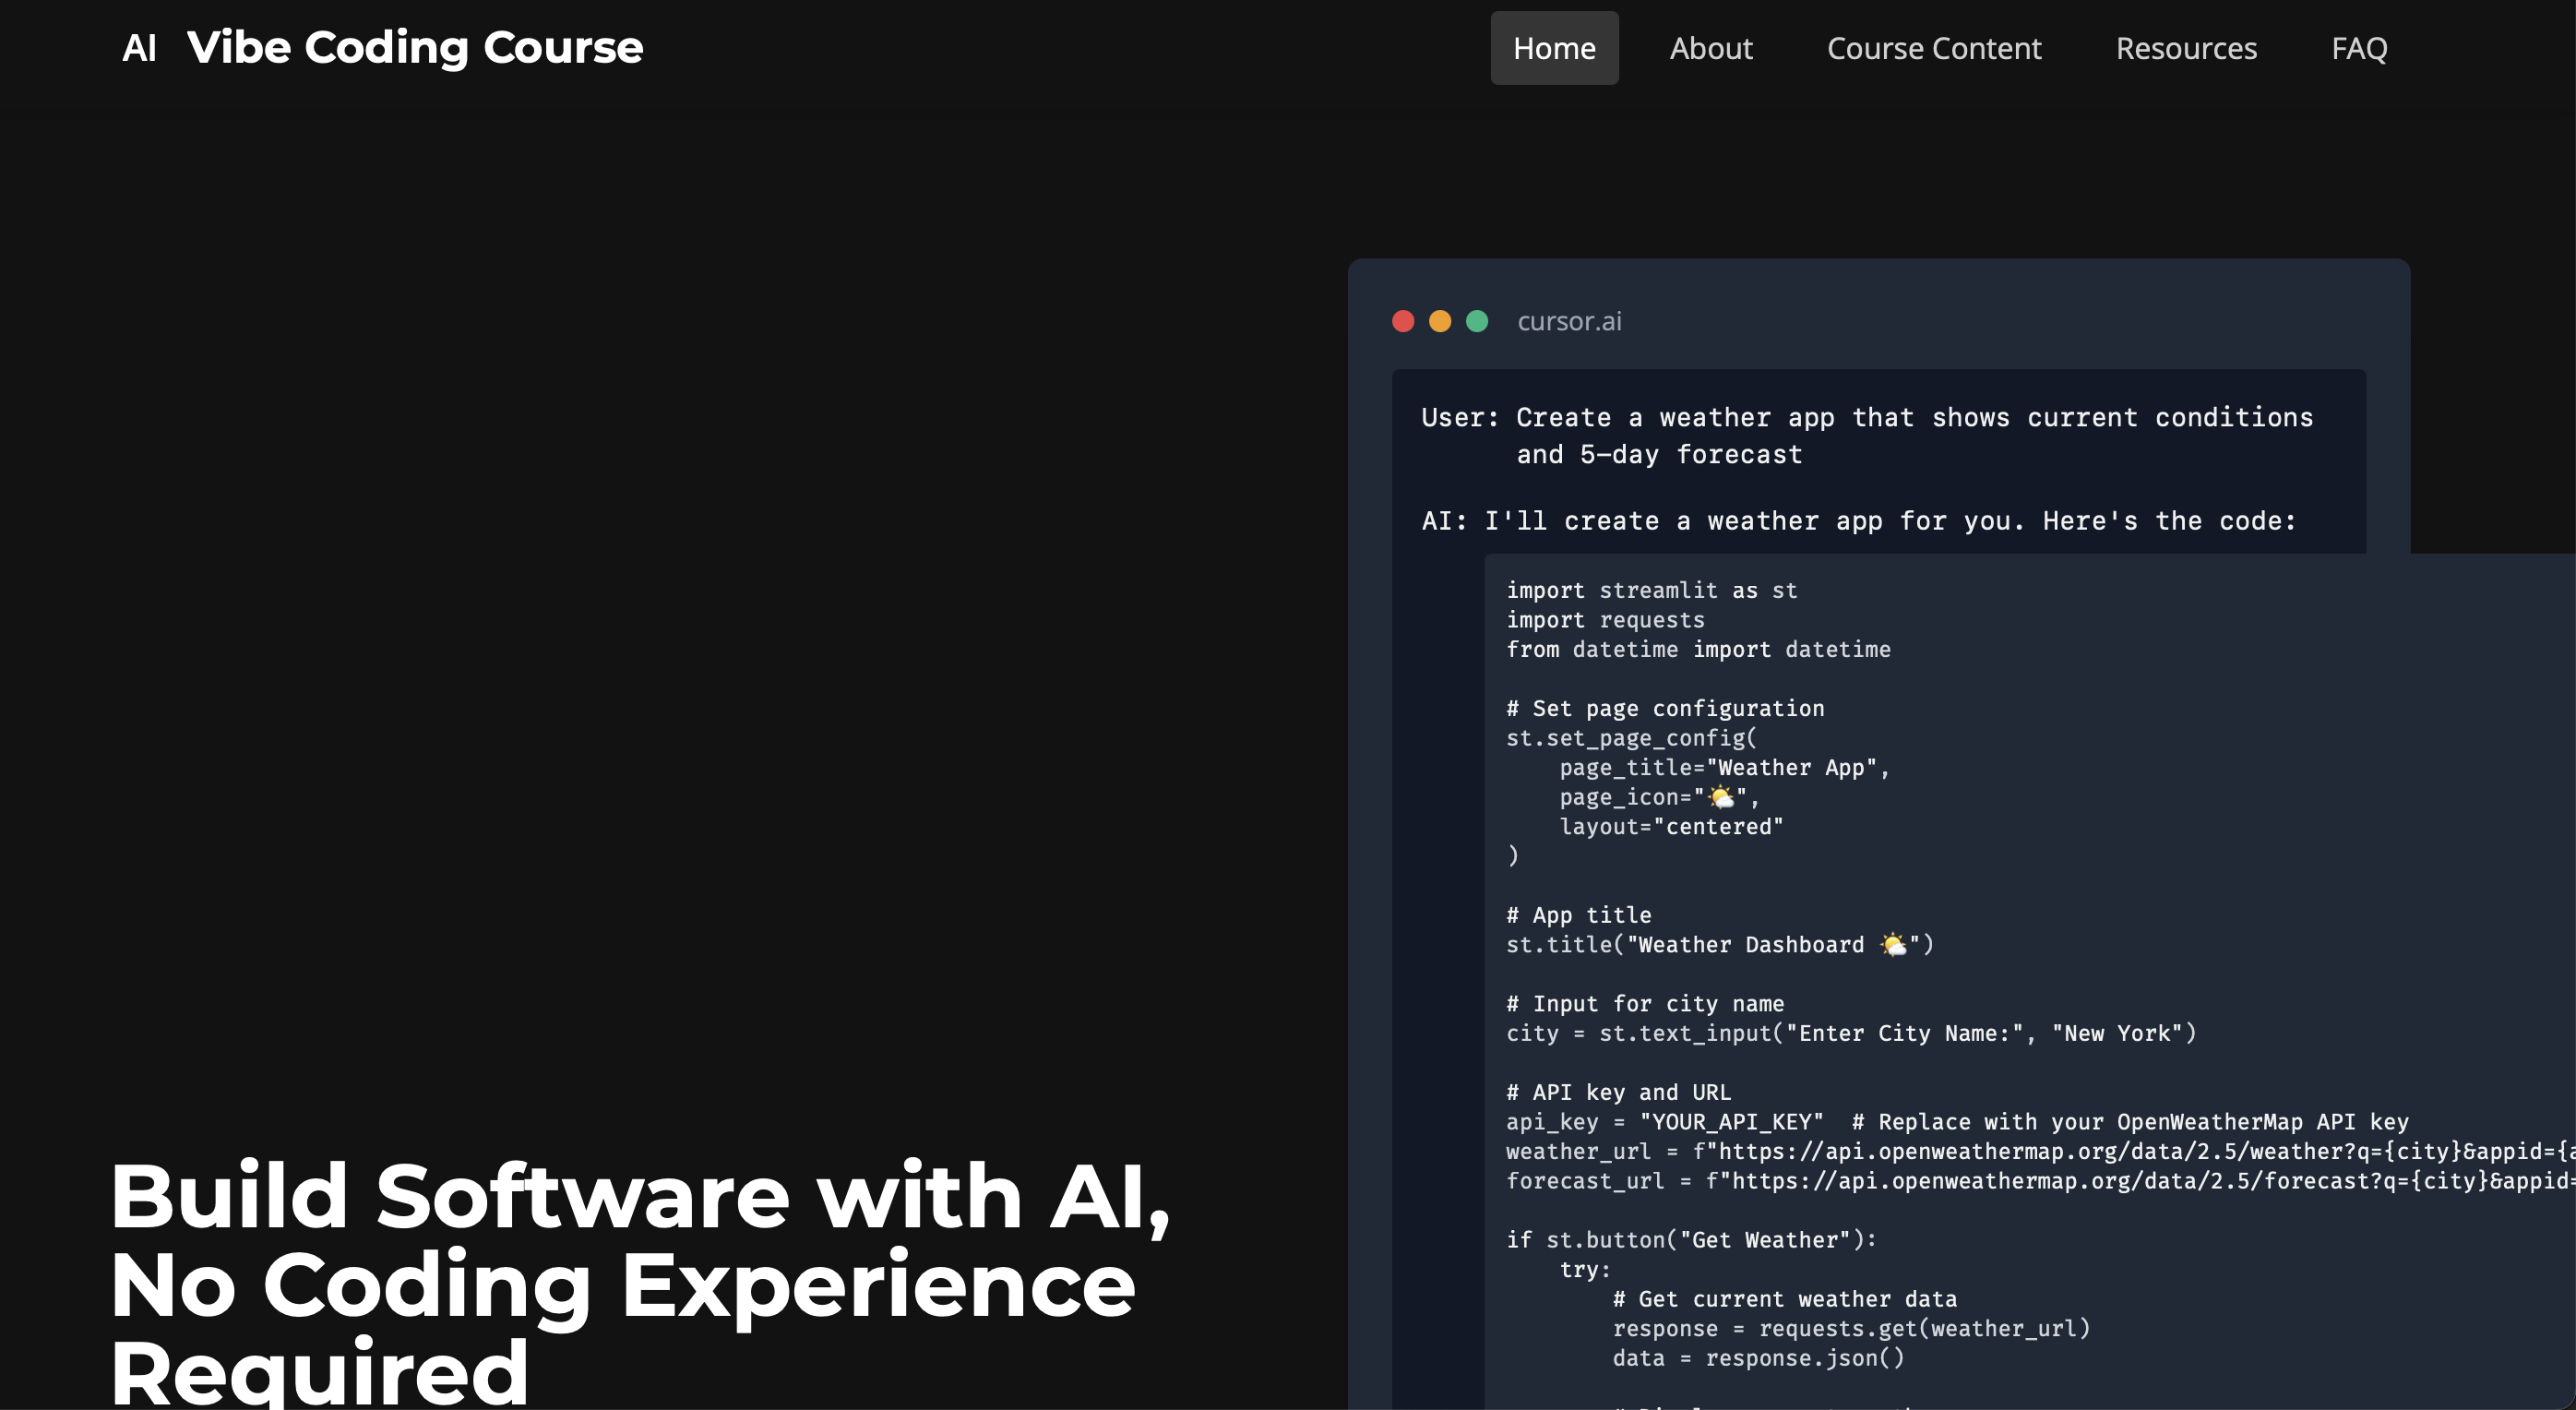 AI Vibe Coding Course
Home About Course Content Resources FAQ
Build Software with AI,
No Coding Experience
Required
cursor.ai
User: Create a weather app that shows current conditions
and 5-day forecast
AI: I'll create a weather app for you. Here's the code:
import streamlit as st
import requests
from datetime import datetime
# Set page configuration
st.set_page_config(
    page_title="Weather App",
    page_icon="🌤️",
    layout="centered"
)
# App title
st.title("Weather Dashboard 🌤️")
# Input for city name
city = st.text_input("Enter City Name:", "New York")
# API key and URL
api_key = "YOUR_API_KEY"  # Replace with your OpenWeatherMap API key
weather_url = f"https://api.openweathermap.org/data/2.5/weather?q={city}&appid={
forecast_url = f"https://api.openweathermap.org/data/2.5/forecast?q={city}&appid=
if st.button("Get Weather"):
    try:
        # Get current weather data
        response = requests.get(weather_url)
        data = response.json()